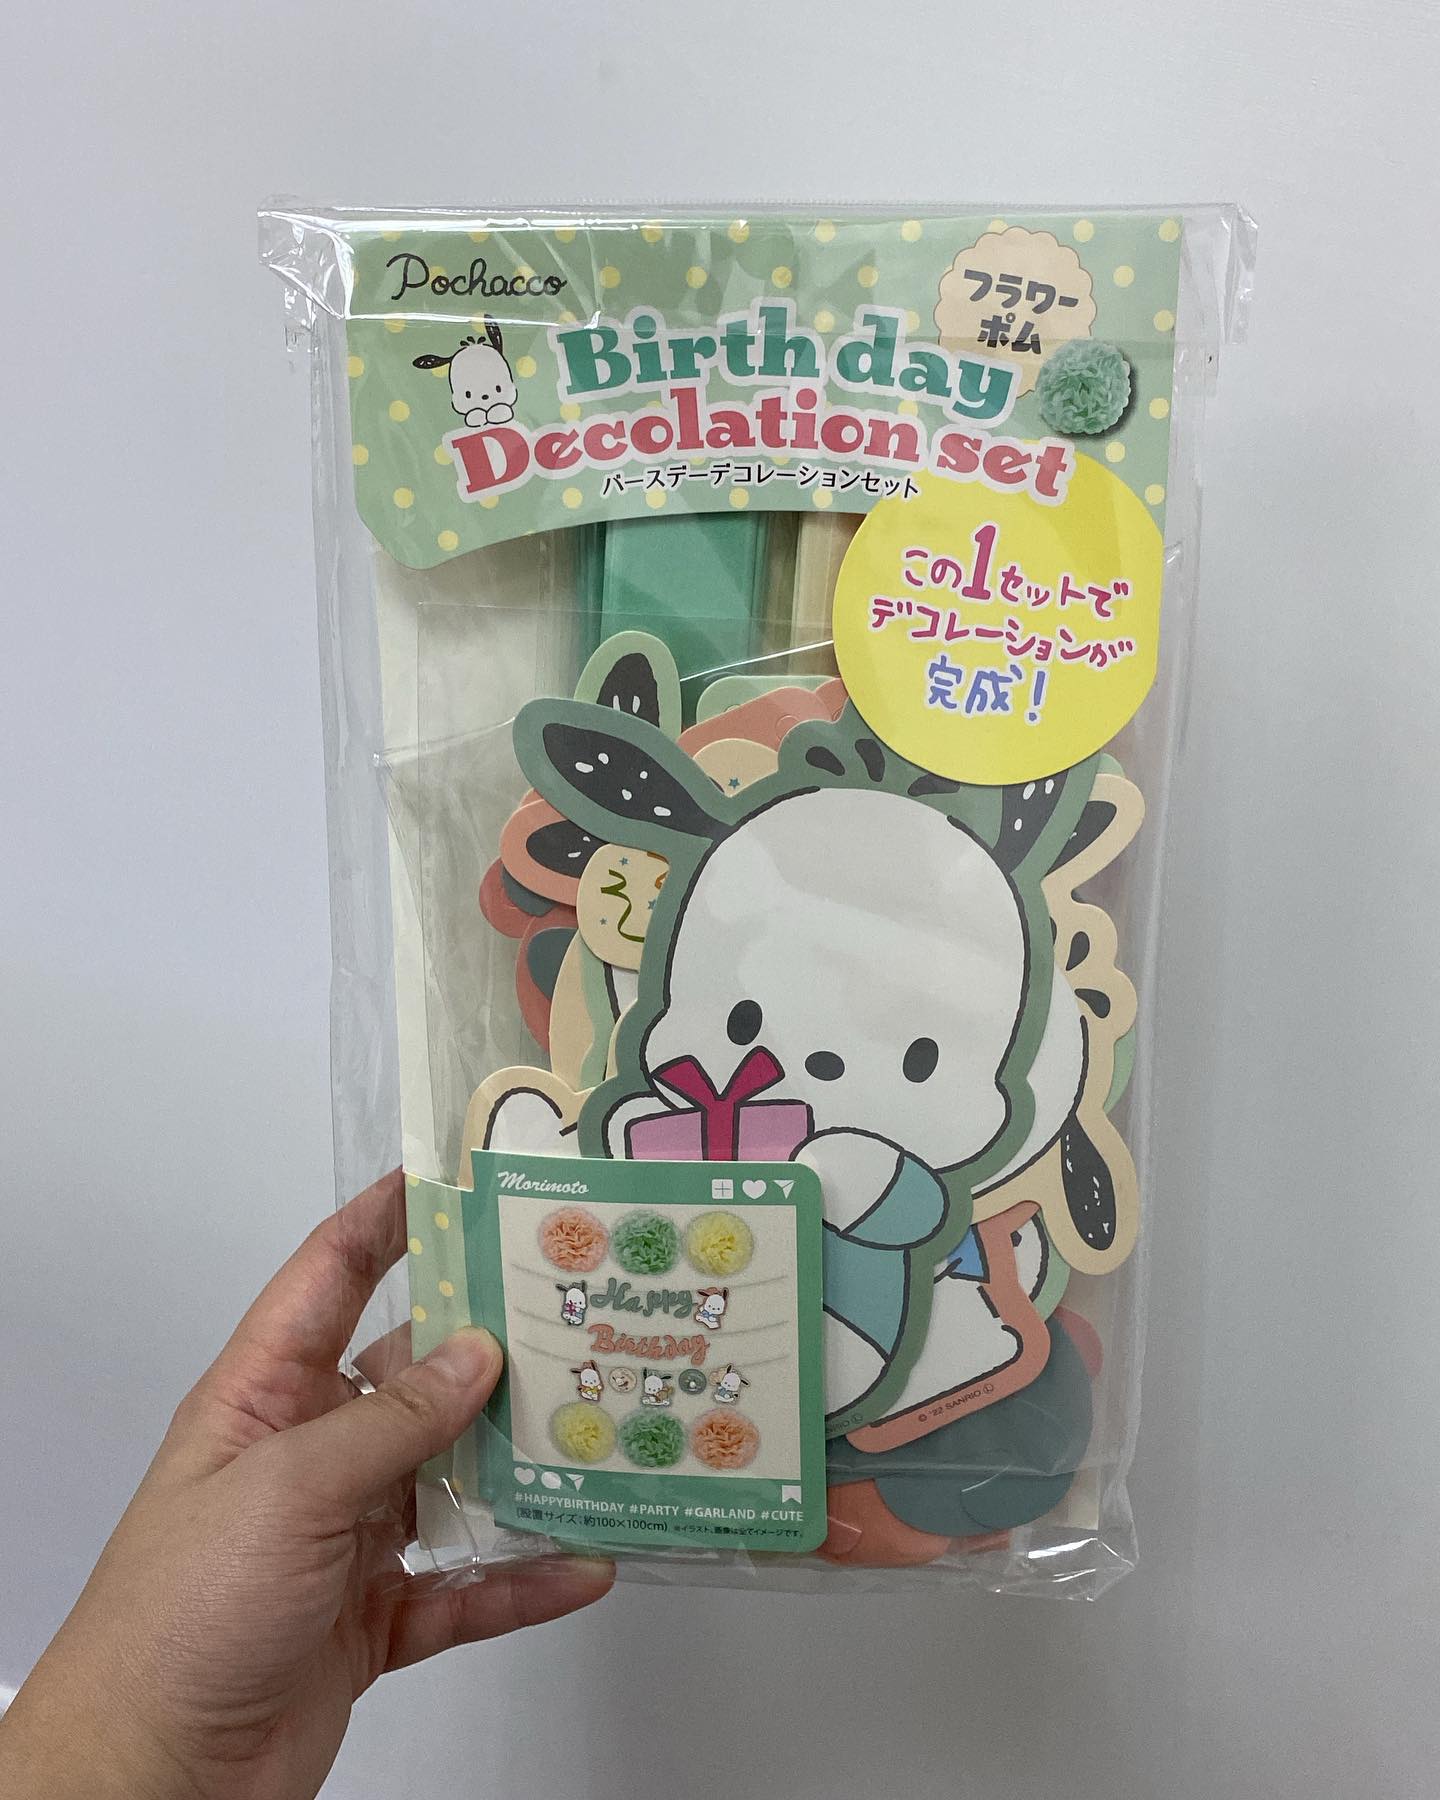 Pochacco
フラワー
ポム
Birth day
Decolation set
バースデーデコレーションセット
この1セットで
デコレーションが
完成!
Morimoto
Happy
Birthday
© '22 SANRIO Ⓛ
#HAPPYBIRTHDAY #PARTY #GARLAND #CUTE
(設置サイズ:約100×100cm) ※イラスト、画像は全てイメージです。